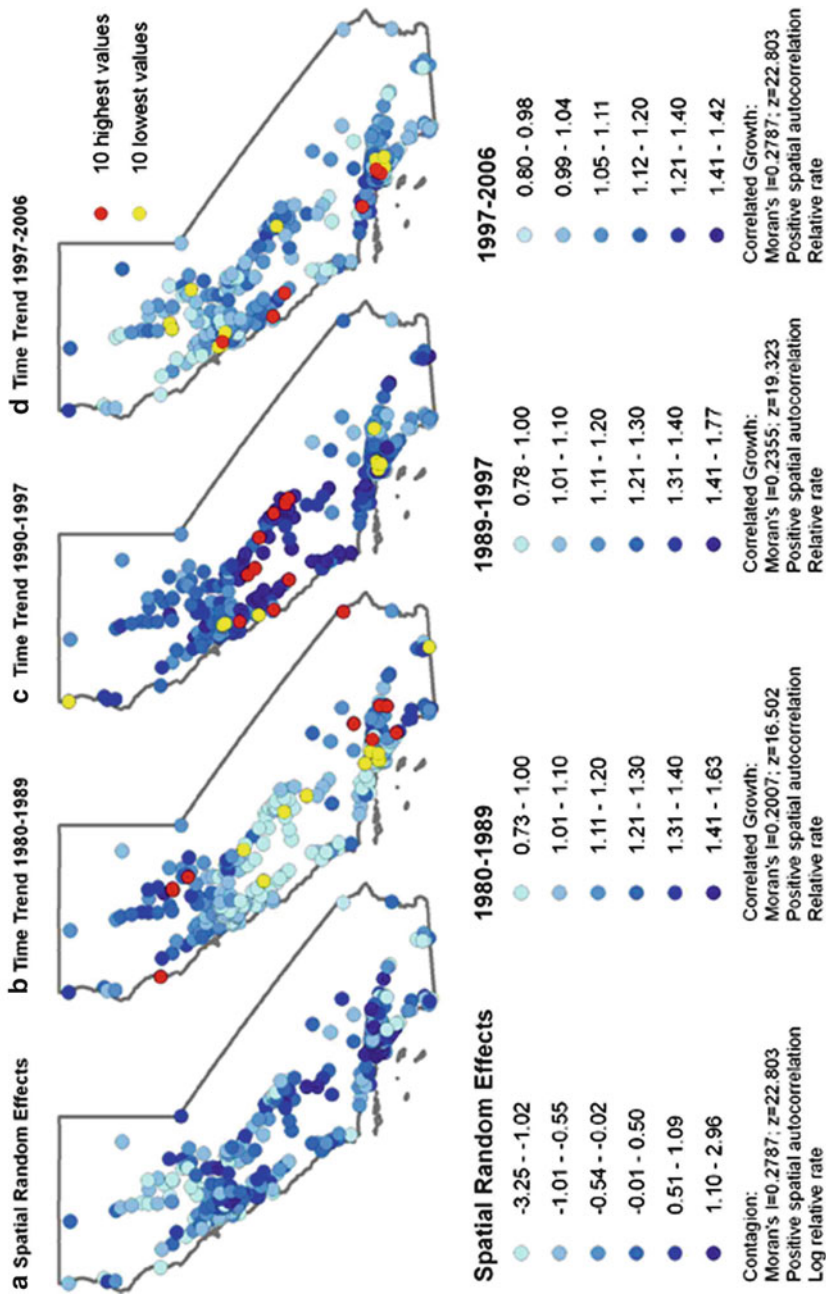 a Spatial Random Effects
b Time Trend 1980-1989
c Time Trend 1990-1997
d Time Trend 1997-2006
10 highest values
10 lowest values
Spatial Random Effects
-3.25 - -1.02
-1.01 - -0.55
-0.54 - -0.02
-0.01 - 0.50
0.51 - 1.09
1.10 - 2.96
Contagion:
Moran's I=0.2787; z=22.803
Positive spatial autocorrelation
Log relative rate
1980-1989
0.73 - 1.00
1.01 - 1.10
1.11 - 1.20
1.21 - 1.30
1.31 - 1.40
1.41 - 1.63
Correlated Growth:
Moran's I=0.2007; z=16.502
Positive spatial autocorrelation
Relative rate
1989-1997
0.78 - 1.00
1.01 - 1.10
1.11 - 1.20
1.21 - 1.30
1.31 - 1.40
1.41 - 1.77
Correlated Growth:
Moran's I=0.2355; z=19.323
Positive spatial autocorrelation
Relative rate
1997-2006
0.80 - 0.98
0.99 - 1.04
1.05 - 1.11
1.12 - 1.20
1.21 - 1.40
1.41 - 1.42
Correlated Growth:
Moran's I=0.2787; z=22.803
Positive spatial autocorrelation
Relative rate